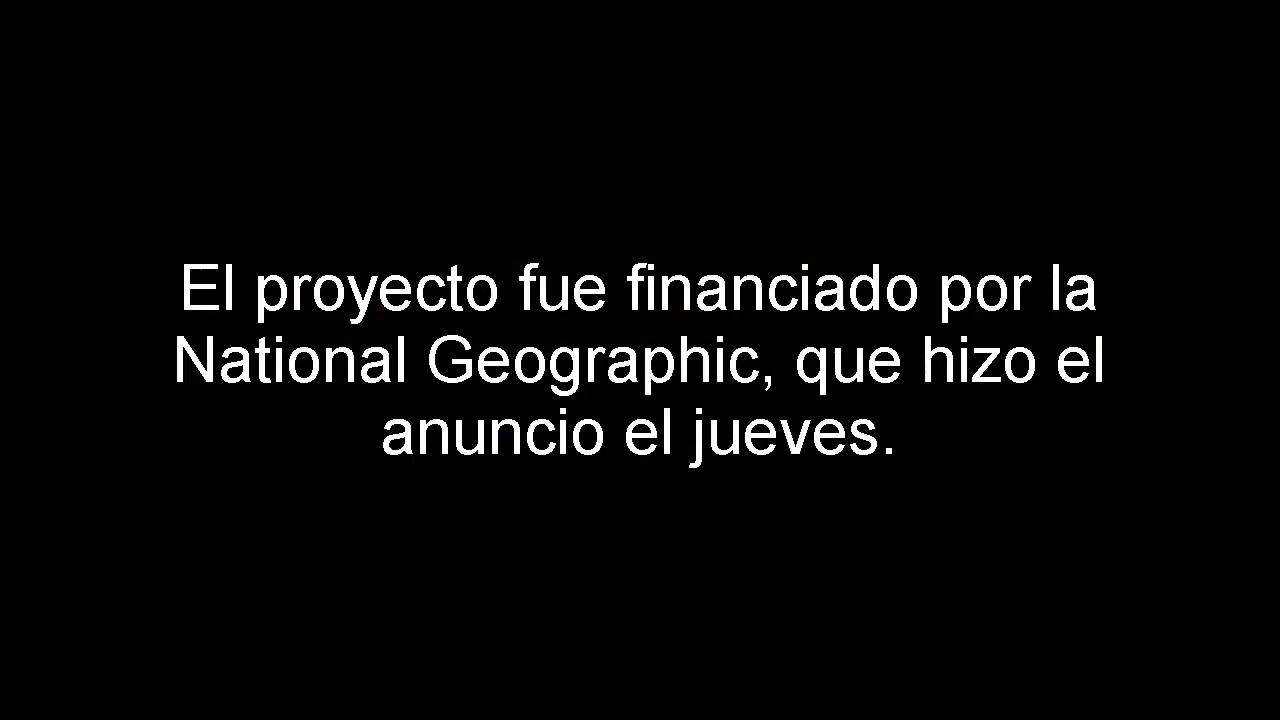 El proyecto fue financiado por la
National Geographic, que hizo el
anuncio el jueves.